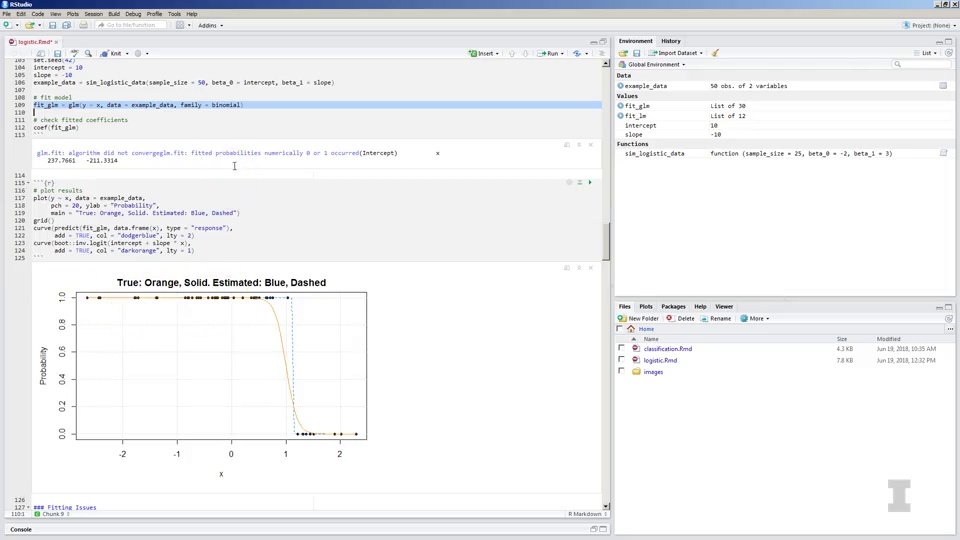 RStudio
File Edit Code View Plots Session Build Debug Profile Tools Help
Go to file/function
Addins
Project: (None)
logistic.Rmd*
Knit
Insert
Run
103 set.seed(42)
104 intercept = 10
105 slope = -10
106 example_data = sim_logistic_data(sample_size = 50, beta_0 = intercept, beta_1 = slope)
107
108 # fit model
109 fit_glm = glm(y ~ x, data = example_data, family = binomial)
110
111 # check fitted coefficients
112 coef(fit_glm)
113 ```
glm.fit: algorithm did not convergeglm.fit: fitted probabilities numerically 0 or 1 occurred(Intercept) x
237.7661 -211.3314
114
115 ```{r}
116 # plot results
117 plot(y ~ x, data = example_data,
118 pch = 20, ylab = "Probability",
119 main = "True: Orange, Solid. Estimated: Blue, Dashed")
120 grid()
121 curve(predict(fit_glm, data.frame(x), type = "response"),
122 add = TRUE, col = "dodgerblue", lty = 2)
123 curve(boot::inv.logit(intercept + slope * x),
124 add = TRUE, col = "darkorange", lty = 1)
125 ```
True: Orange, Solid. Estimated: Blue, Dashed
Probability
1.0
0.8
0.6
0.4
0.2
0.0
-2 -1 0 1 2
x
126
127 ### Fitting Issues
110:1 Chunk 9 R Markdown
Console
Environment History
Import Dataset List
Global Environment
Data
example_data 50 obs. of 2 variables
Values
fit_glm List of 30
fit_lm List of 12
intercept 10
slope -10
Functions
sim_logistic_data function (sample_size = 25, beta_0 = -2, beta_1 = 3)
Files Plots Packages Help Viewer
New Folder Delete Rename More
Home
Name Size Modified
classification.Rmd 4.3 KB Jun 19, 2018, 10:35 AM
logistic.Rmd 7.8 KB Jun 19, 2018, 12:32 PM
images
I